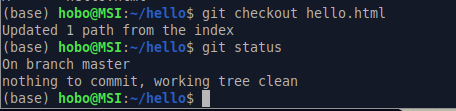 (base) hobo@MSI:~/hello$ git checkout hello.html
Updated 1 path from the index
(base) hobo@MSI:~/hello$ git status
On branch master
nothing to commit, working tree clean
(base) hobo@MSI:~/hello$